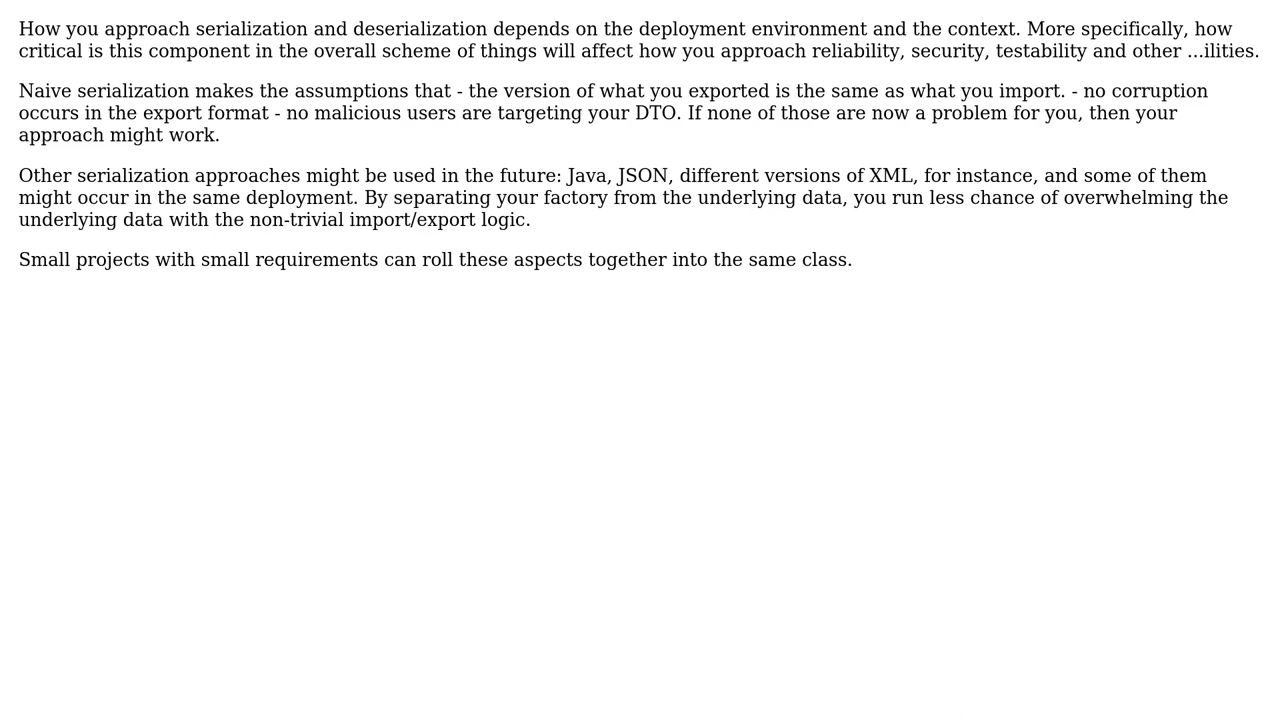 How you approach serialization and deserialization depends on the deployment environment and the context. More specifically, how
critical is this component in the overall scheme of things will affect how you approach reliability, security, testability and other ...ilities.
Naive serialization makes the assumptions that - the version of what you exported is the same as what you import. - no corruption
occurs in the export format - no malicious users are targeting your DTO. If none of those are now a problem for you, then your
approach might work.
Other serialization approaches might be used in the future: Java, JSON, different versions of XML, for instance, and some of them
might occur in the same deployment. By separating your factory from the underlying data, you run less chance of overwhelming the
underlying data with the non-trivial import/export logic.
Small projects with small requirements can roll these aspects together into the same class.